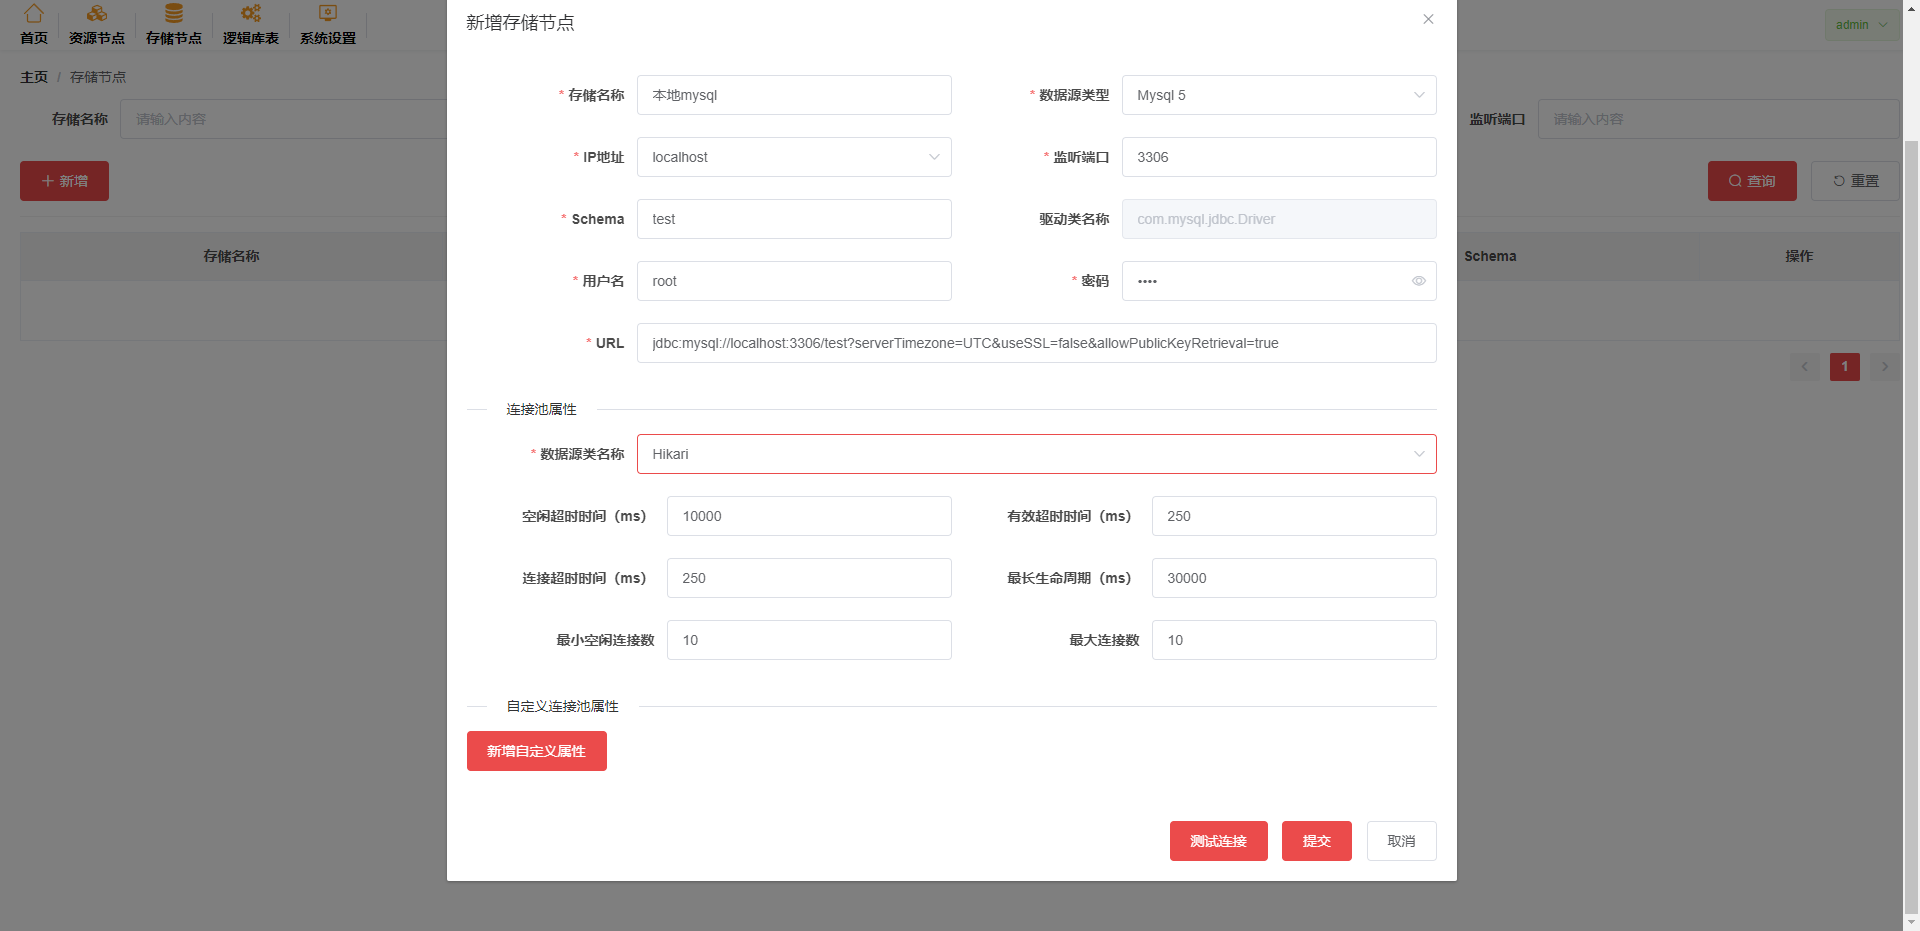 首页 资源节点 存储节点 逻辑库表 系统设置 admin
新增存储节点
主页 / 存储节点
存储名称 请输入内容 监听端口 请输入内容
新增 查询 重置
存储名称 Schema 操作
1
* 存储名称 本地mysql * 数据源类型 Mysql 5
* IP地址 localhost * 监听端口 3306
* Schema test 驱动类名称 com.mysql.jdbc.Driver
* 用户名 root * 密码 ••••
* URL jdbc:mysql://localhost:3306/test?serverTimezone=UTC&useSSL=false&allowPublicKeyRetrieval=true
连接池属性
* 数据源类名称 Hikari
空闲超时时间（ms） 10000 有效超时时间（ms） 250
连接超时时间（ms） 250 最长生命周期（ms） 30000
最小空闲连接数 10 最大连接数 10
自定义连接池属性
新增自定义属性
测试连接 提交 取消